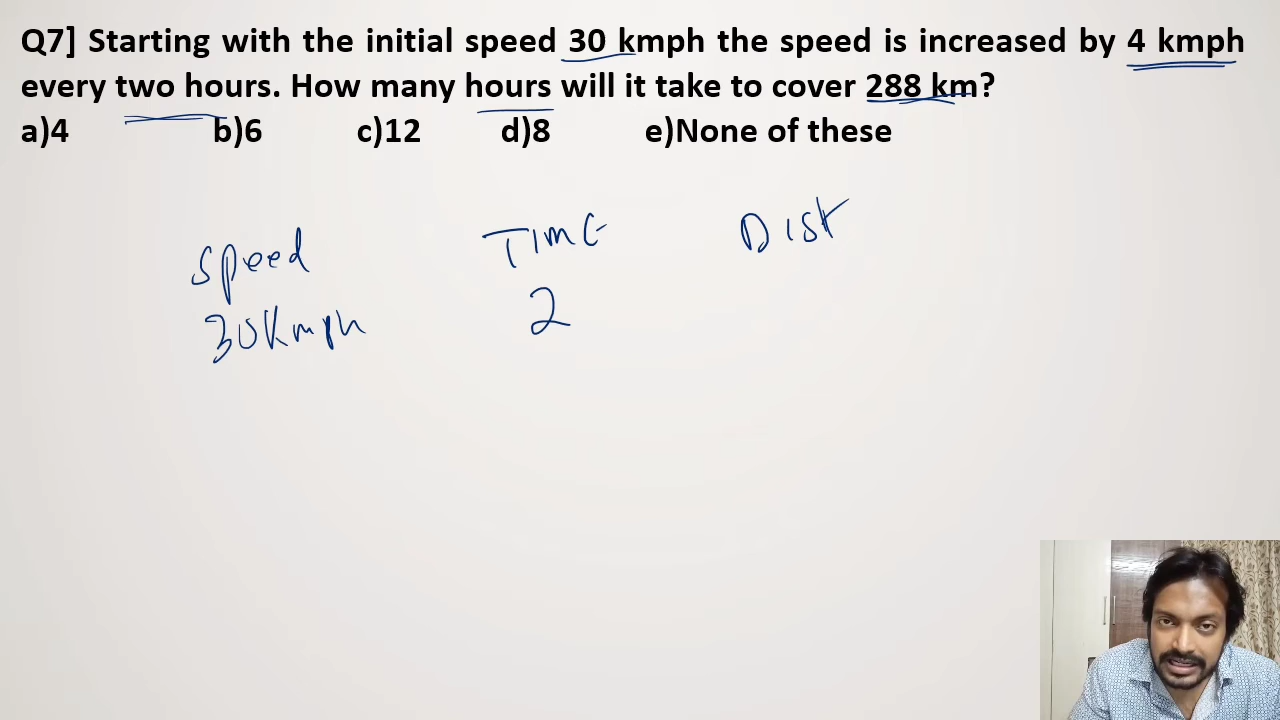 Q7] Starting with the initial speed 30 kmph the speed is increased by 4 kmph
every two hours. How many hours will it take to cover 288 km?
a)4 b)6 c)12 d)8 e)None of these
Speed Time Dist
30Kmph 2